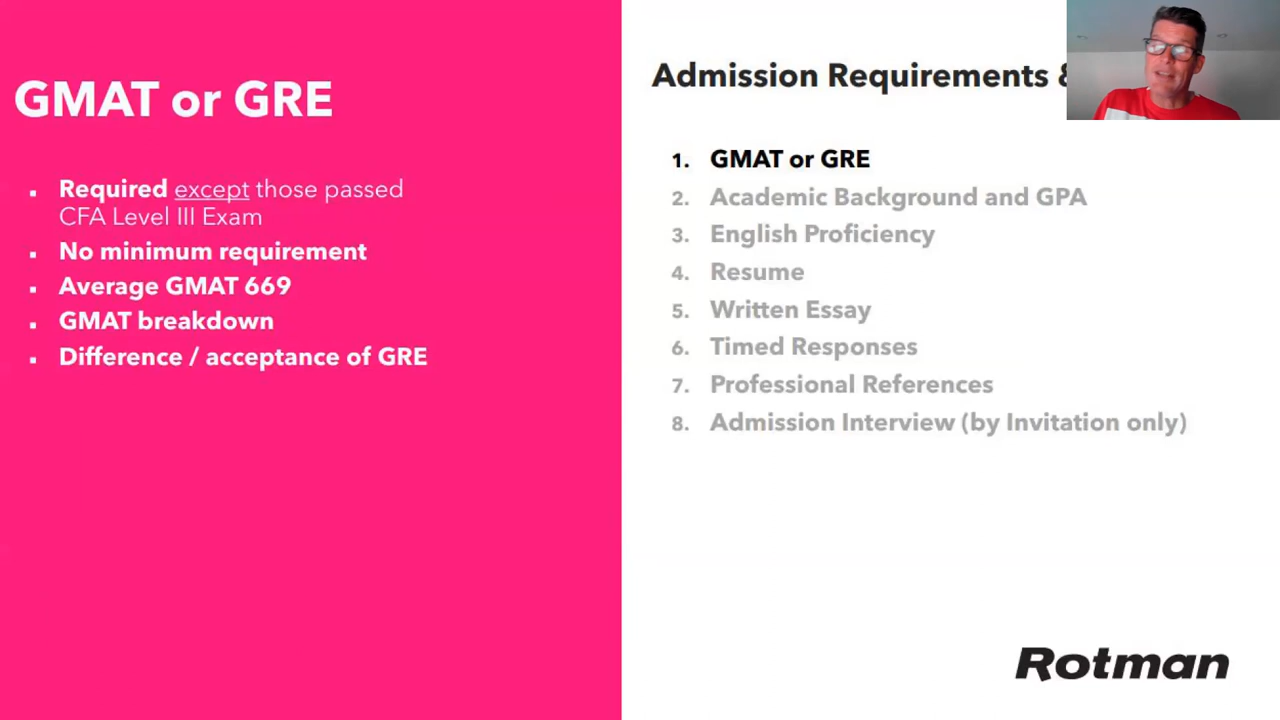 GMAT or GRE
▪ Required except those passed
CFA Level III Exam
▪ No minimum requirement
▪ Average GMAT 669
▪ GMAT breakdown
▪ Difference / acceptance of GRE
Admission Requirements &
1. GMAT or GRE
2. Academic Background and GPA
3. English Proficiency
4. Resume
5. Written Essay
6. Timed Responses
7. Professional References
8. Admission Interview (by Invitation only)
Rotman